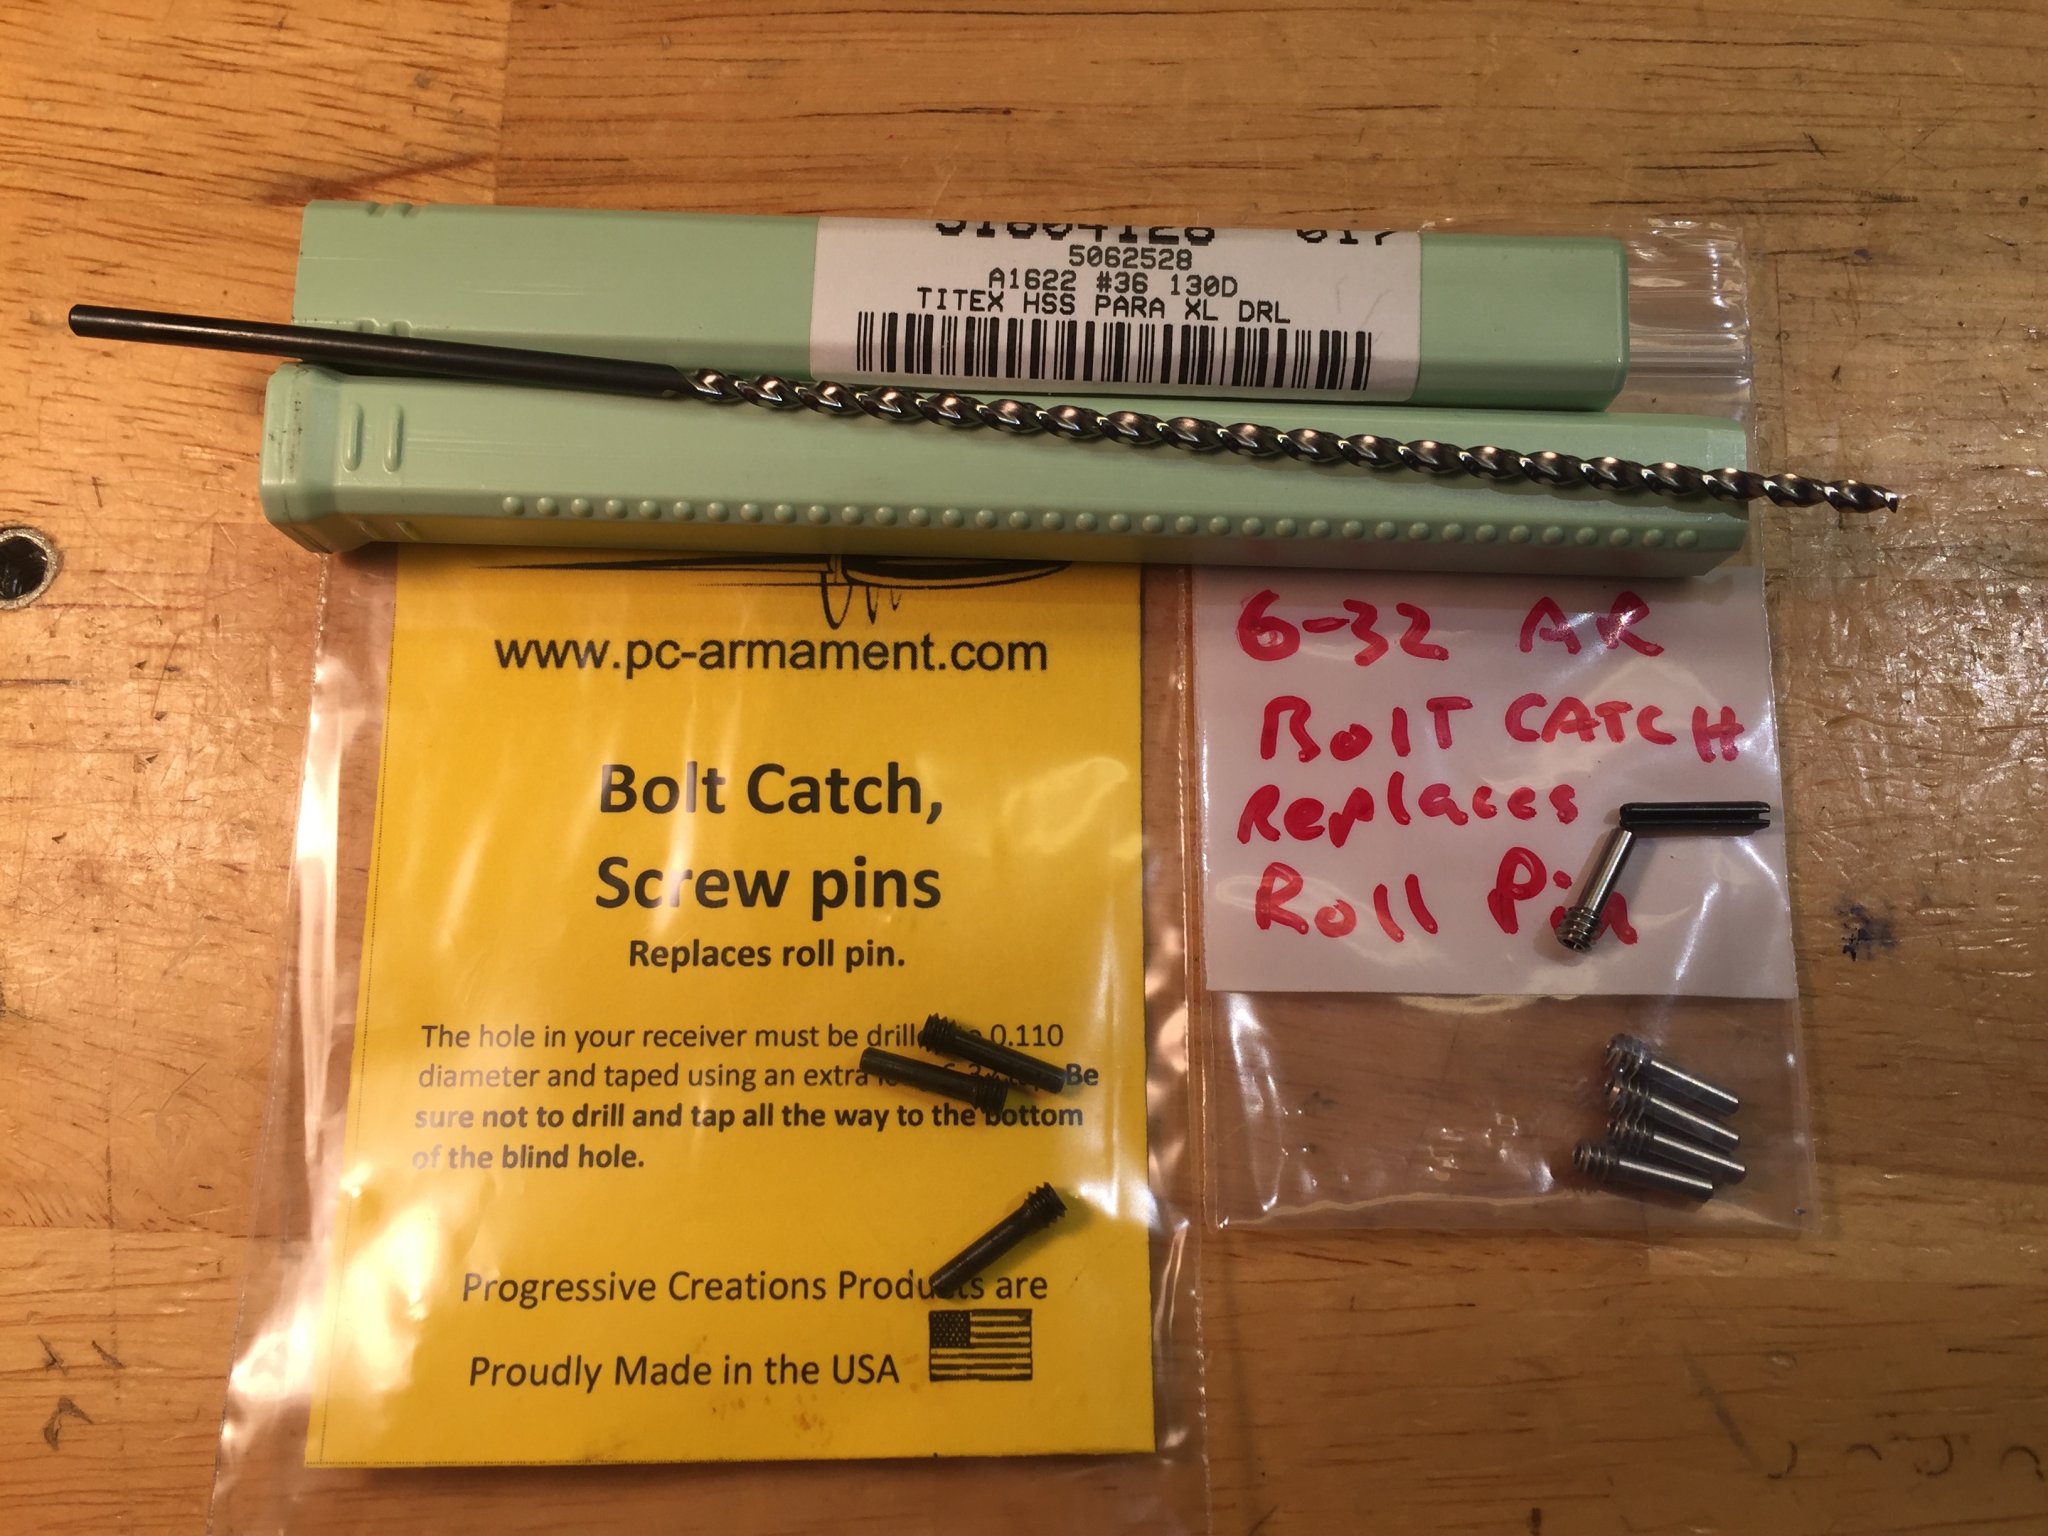 5062528
A1622 #36 130D
TITEX HSS PARA XL DRL
www.pc-armament.com
Bolt Catch,
Screw pins
Replaces roll pin.
The hole in your receiver must be 0.110
diameter and taped using an extra Be
sure not to drill and tap all the way to the bottom
of the blind hole.
Progressive Creations Products are
Proudly Made in the USA
6-32 AR
BOLT CATCH
Replaces
Roll Pin